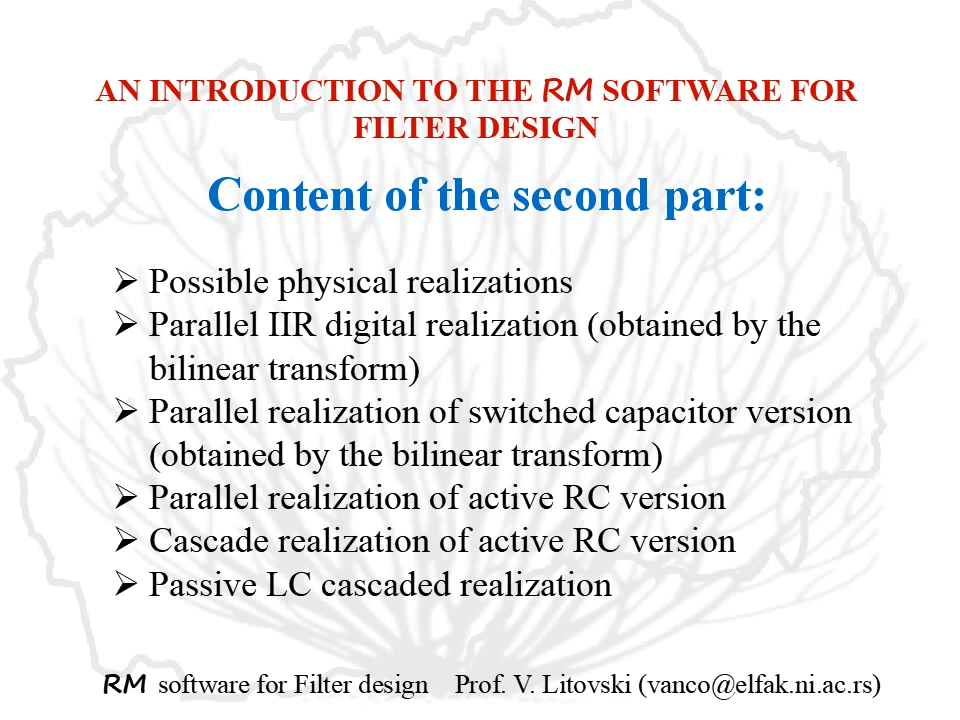 AN INTRODUCTION TO THE RM SOFTWARE FOR
FILTER DESIGN
Content of the second part:
➢ Possible physical realizations
➢ Parallel IIR digital realization (obtained by the
bilinear transform)
➢ Parallel realization of switched capacitor version
(obtained by the bilinear transform)
➢ Parallel realization of active RC version
➢ Cascade realization of active RC version
➢ Passive LC cascaded realization
RM software for Filter design Prof. V. Litovski (vanco@elfak.ni.ac.rs)